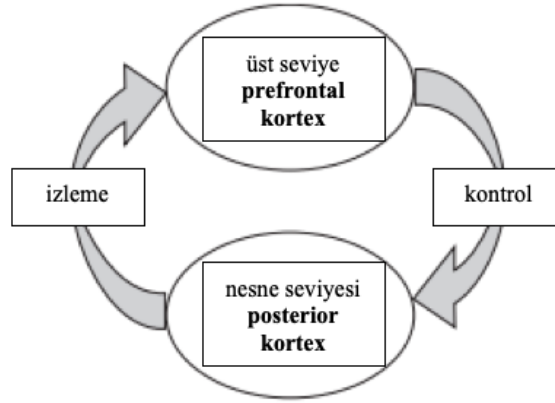 üst seviye
prefrontal
kortex
izleme
kontrol
nesne seviyesi
posterior
kortex